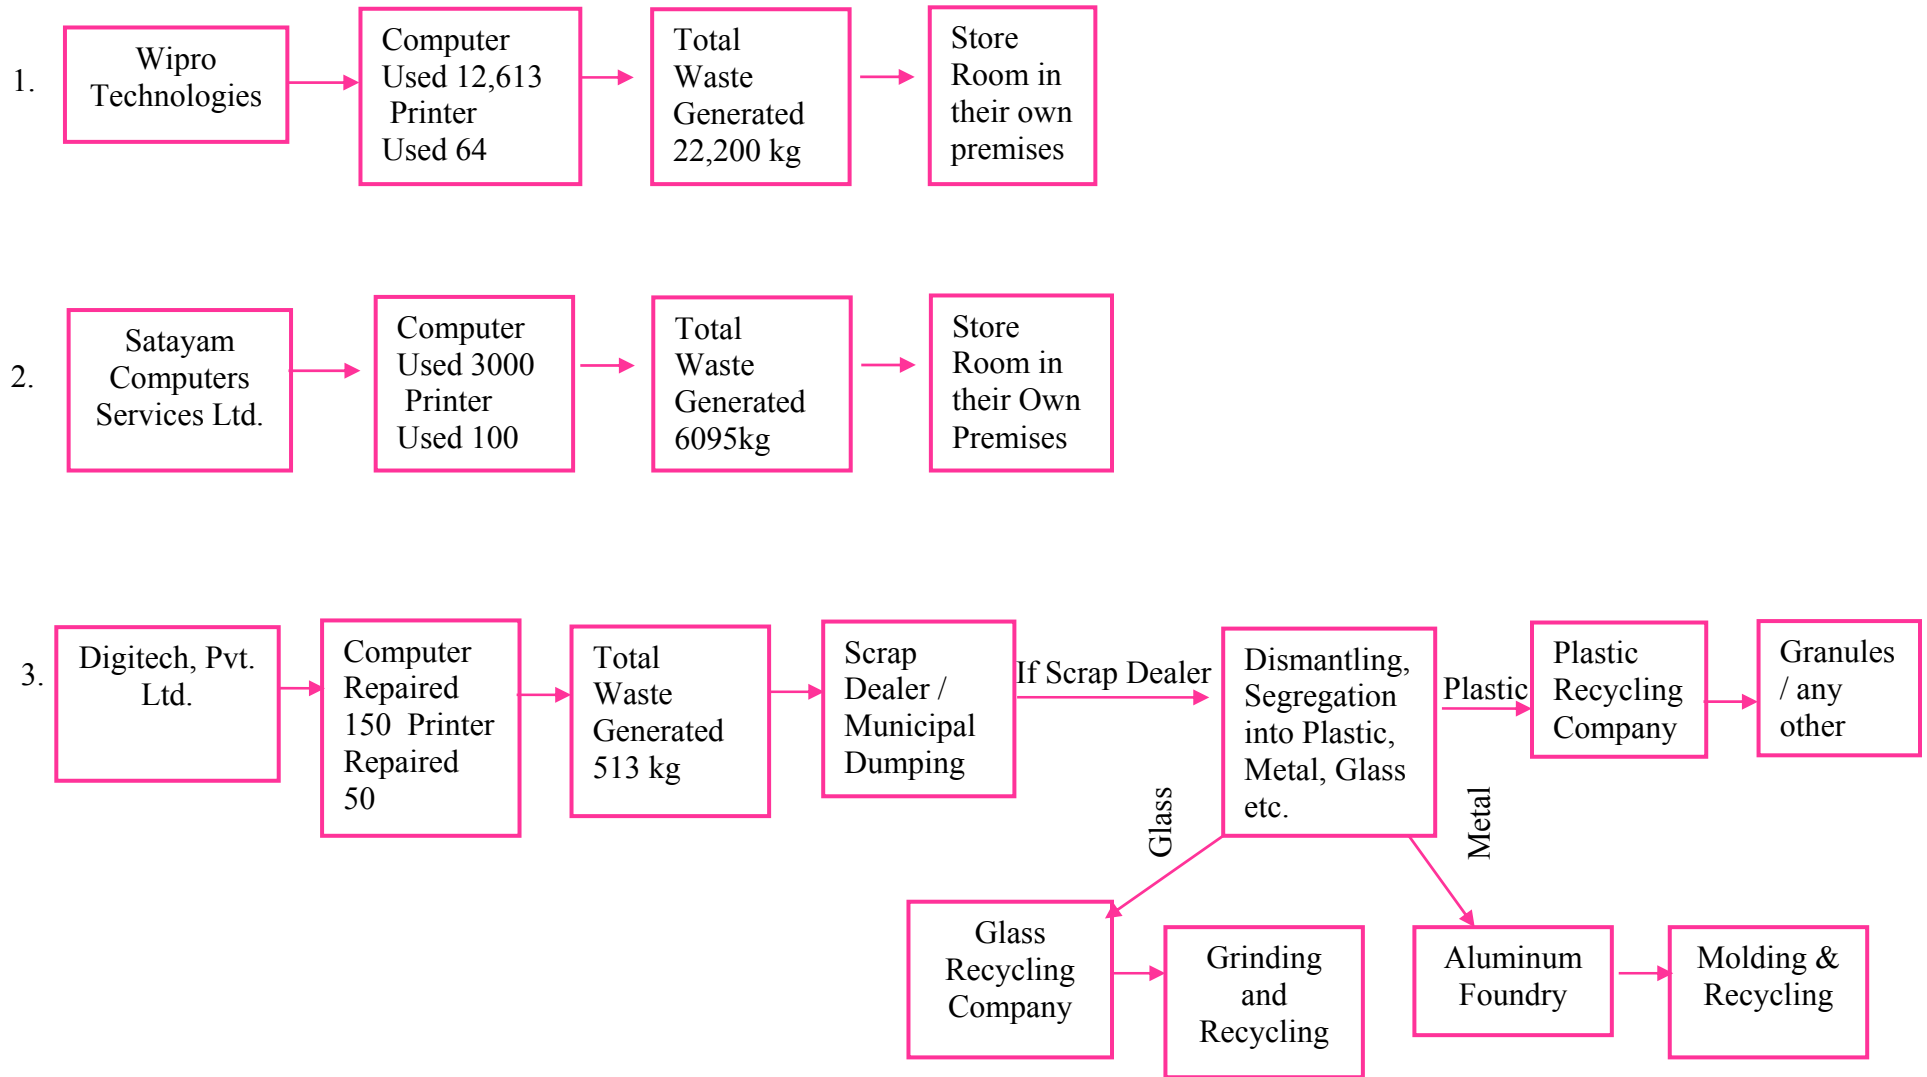 1.
Wipro
Technologies
Computer
Used 12,613
Printer
Used 64
Total
Waste
Generated
22,200 kg
Store
Room in
their own
premises
2.
Satayam
Computers
Services Ltd.
Computer
Used 3000
Printer
Used 100
Total
Waste
Generated
6095kg
Store
Room in
their Own
Premises
3.
Digitech, Pvt.
Ltd.
Computer
Repaired
150 Printer
Repaired
50
Total
Waste
Generated
513 kg
Scrap
Dealer /
Municipal
Dumping
If Scrap Dealer
Dismantling,
Segregation
into Plastic,
Metal, Glass
etc.
Plastic
Plastic
Recycling
Company
Granules
/ any
other
Glass
Metal
Glass
Recycling
Company
Grinding
and
Recycling
Aluminum
Foundry
Molding &
Recycling